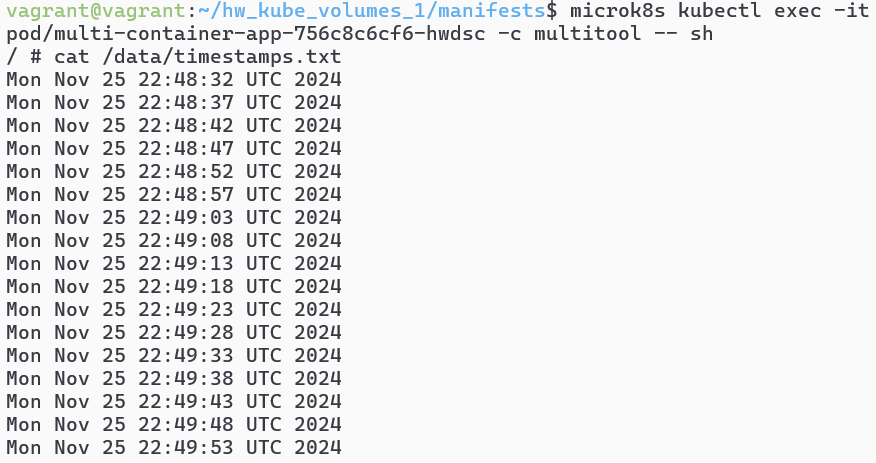 vagrant@vagrant:~/hw_kube_volumes_1/manifests$ microk8s kubectl exec -it
pod/multi-container-app-756c8c6cf6-hwdsc -c multitool -- sh
/ # cat /data/timestamps.txt
Mon Nov 25 22:48:32 UTC 2024
Mon Nov 25 22:48:37 UTC 2024
Mon Nov 25 22:48:42 UTC 2024
Mon Nov 25 22:48:47 UTC 2024
Mon Nov 25 22:48:52 UTC 2024
Mon Nov 25 22:48:57 UTC 2024
Mon Nov 25 22:49:03 UTC 2024
Mon Nov 25 22:49:08 UTC 2024
Mon Nov 25 22:49:13 UTC 2024
Mon Nov 25 22:49:18 UTC 2024
Mon Nov 25 22:49:23 UTC 2024
Mon Nov 25 22:49:28 UTC 2024
Mon Nov 25 22:49:33 UTC 2024
Mon Nov 25 22:49:38 UTC 2024
Mon Nov 25 22:49:43 UTC 2024
Mon Nov 25 22:49:48 UTC 2024
Mon Nov 25 22:49:53 UTC 2024